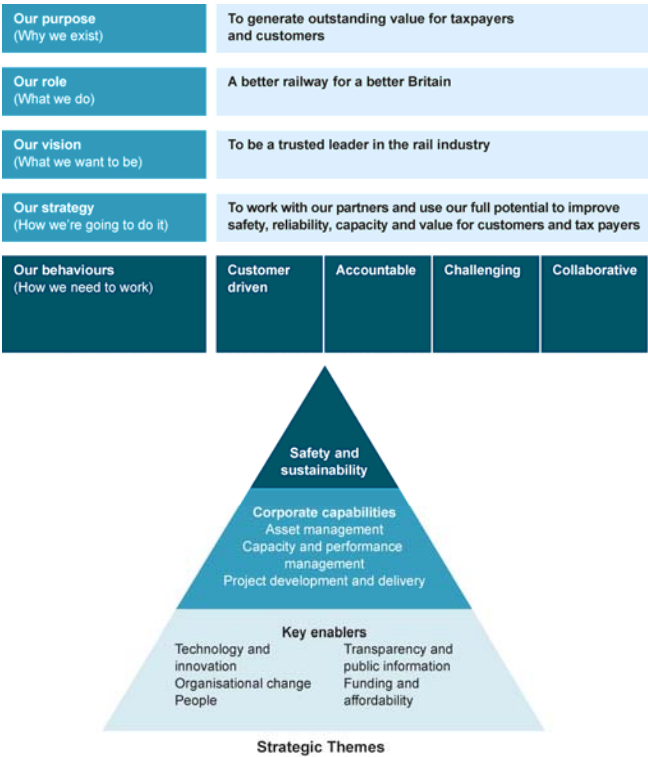 Our purpose
(Why we exist)
To generate outstanding value for taxpayers
and customers
Our role
(What we do)
A better railway for a better Britain
Our vision
(What we want to be)
To be a trusted leader in the rail industry
Our strategy
(How we're going to do it)
To work with our partners and use our full potential to improve
safety, reliability, capacity and value for customers and tax payers
Our behaviours
(How we need to work)
Customer
driven
Accountable
Challenging
Collaborative
Safety and
sustainability
Corporate capabilities
Asset management
Capacity and performance
management
Project development and delivery
Key enablers
Technology and
innovation
Organisational change
People
Transparency and
public information
Funding and
affordability
Strategic Themes